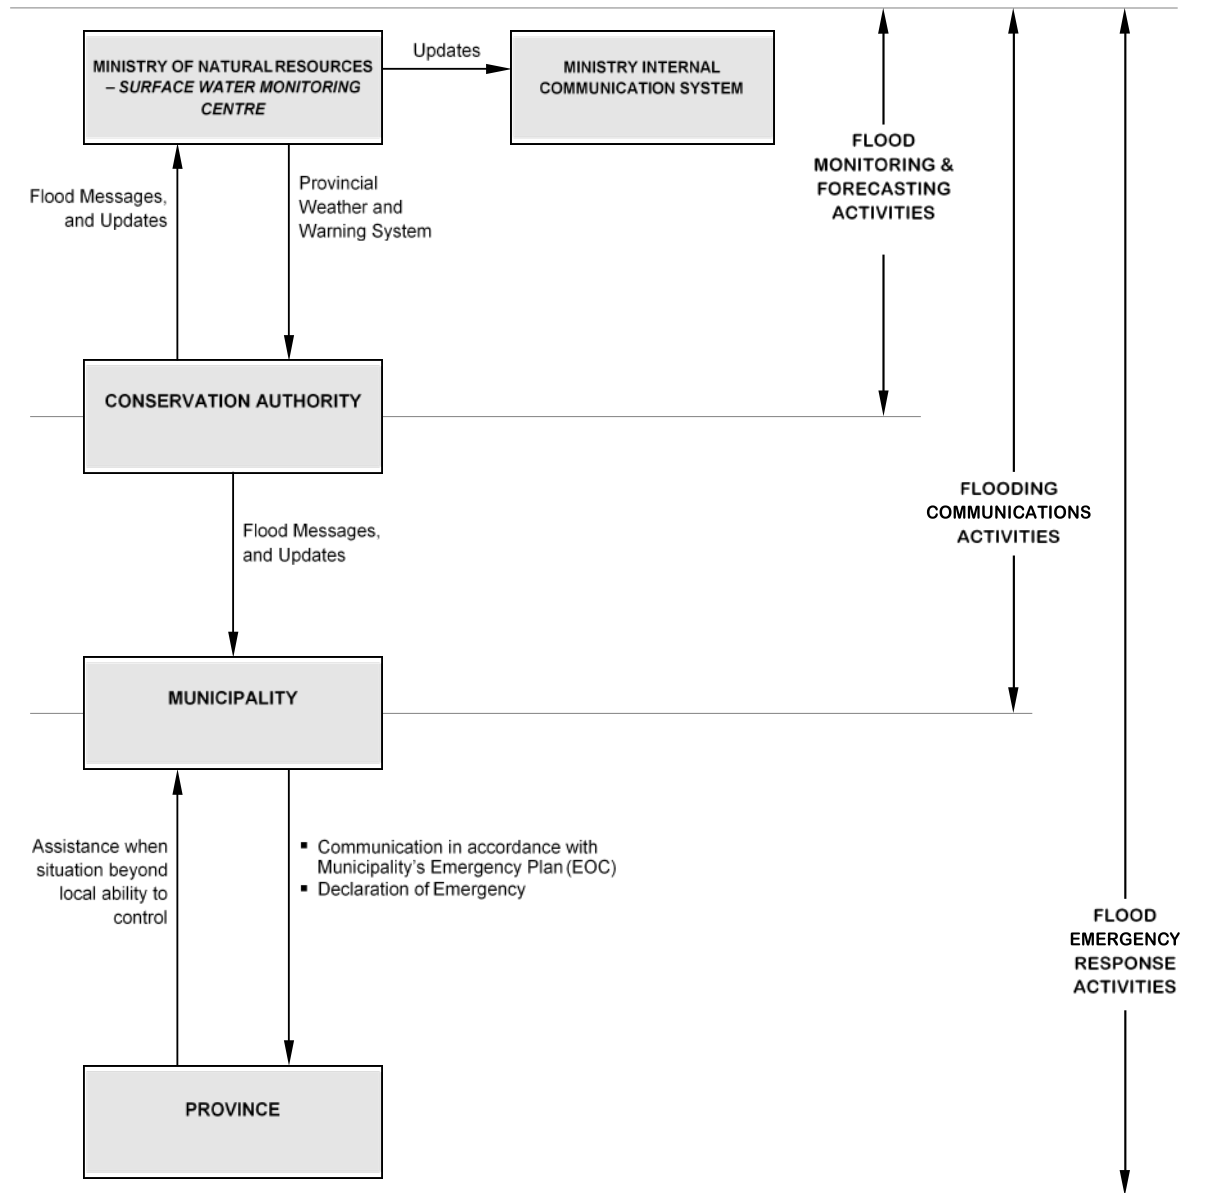 MINISTRY OF NATURAL RESOURCES
– SURFACE WATER MONITORING
CENTRE
Updates
MINISTRY INTERNAL
COMMUNICATION SYSTEM
FLOOD
MONITORING &
FORECASTING
ACTIVITIES
Flood Messages,
and Updates
Provincial
Weather and
Warning System
CONSERVATION AUTHORITY
FLOODING
COMMUNICATIONS
ACTIVITIES
Flood Messages,
and Updates
MUNICIPALITY
Assistance when
situation beyond
local ability to
control
▪ Communication in accordance with
Municipality's Emergency Plan (EOC)
▪ Declaration of Emergency
FLOOD
EMERGENCY
RESPONSE
ACTIVITIES
PROVINCE